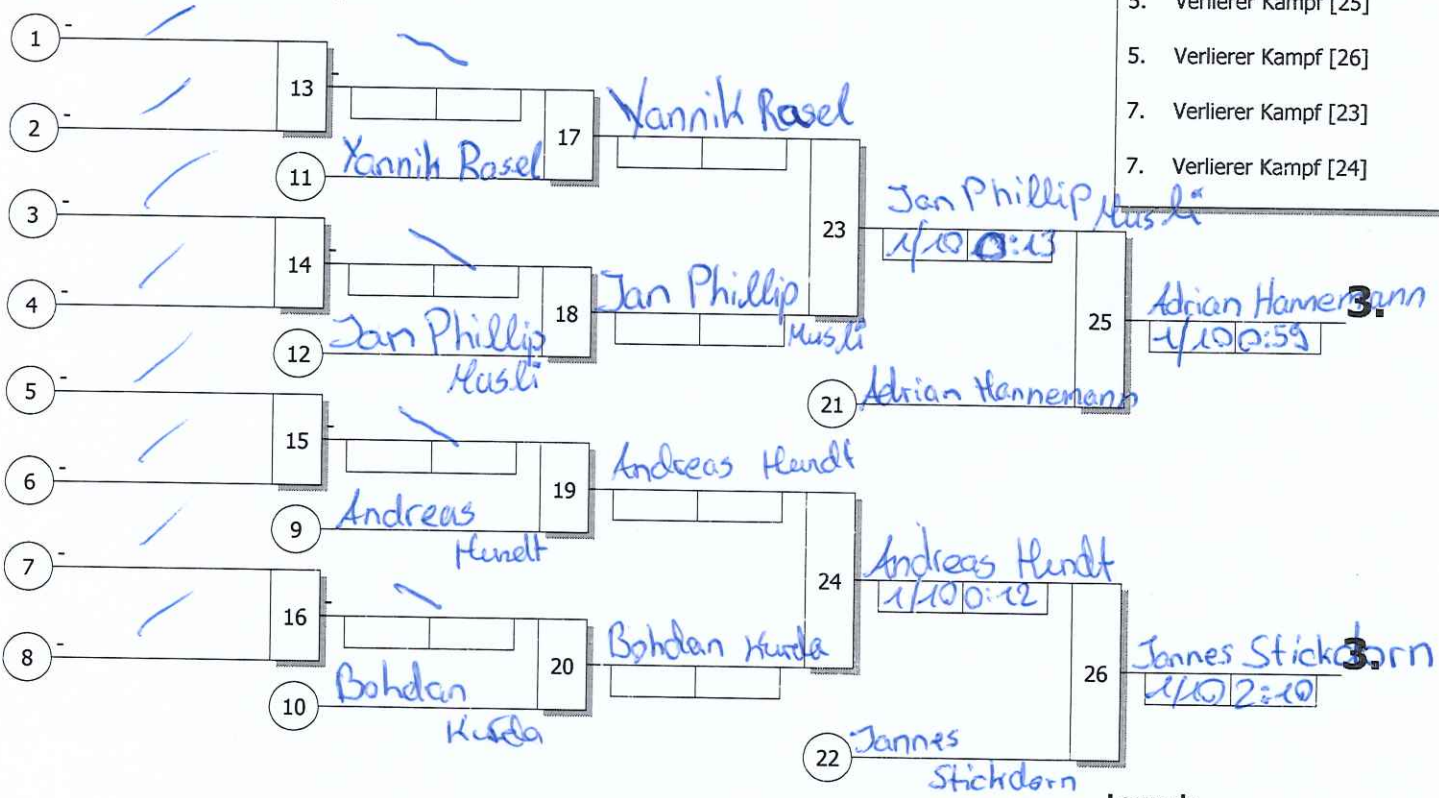 5. Verlierer Kampf [25]
5. Verlierer Kampf [26]
7. Verlierer Kampf [23]
7. Verlierer Kampf [24]
1 -
13 -
2 -
17 Yannik Rasel
11 Yannik Rasel
3 -
23 Jan Phillip Musli
1/10 0:13
14 -
4 -
18 Jan Phillip
Musli
12 Jan Phillip
Musli
25 Adrian Hannemann 3.
1/10 0:59
5 -
21 Adrian Hannemann
15 -
6 -
19 Andreas Hundt
9 Andreas
Hundt
7 -
24 Andreas Hundt
1/10 0:12
16 -
8 -
20 Bohdan Kurda
10 Bohdan
Kurda
26 Jannes Stickdorn 3.
1/10 2:10
22 Jannes
Stickdorn